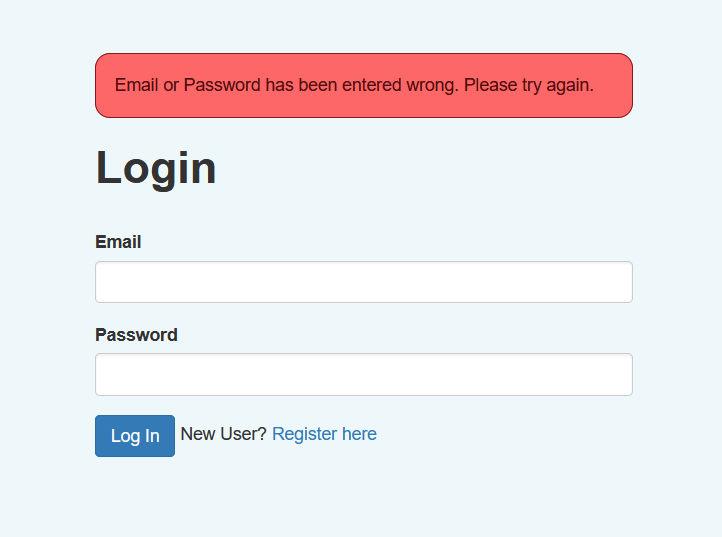 Email or Password has been entered wrong. Please try again.
Login
Email
Password
Log In New User? Register here